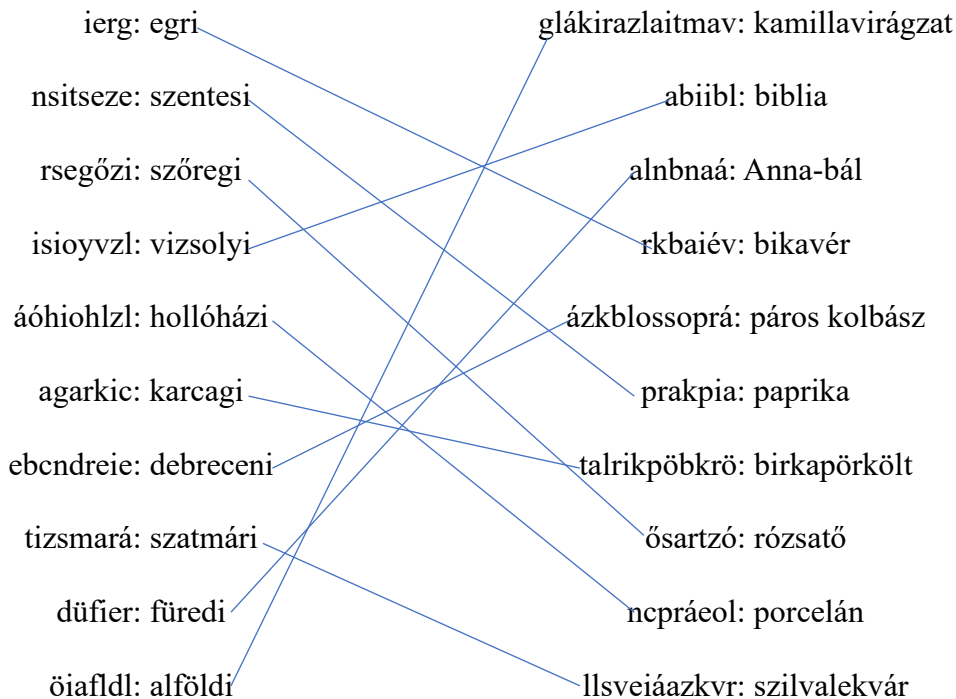 ierg: egri glákirazlaitmav: kamillavirágzat
nsitseze: szentesi abiibl: biblia
rsegőzi: szőregi alnbnaá: Anna-bál
isioyvzl: vizsolyi rkbaiév: bikavér
áóhiohlzl: hollóházi ázkblossoprá: páros kolbász
agarkic: karcagi prakpia: paprika
ebcndreie: debreceni talrikpöbkrö: birkapörkölt
tizsmará: szatmári ősartzó: rózsatő
düfier: füredi ncpráeol: porcelán
öiafldl: alföldi llsveiáazkvr: szilvalekvár